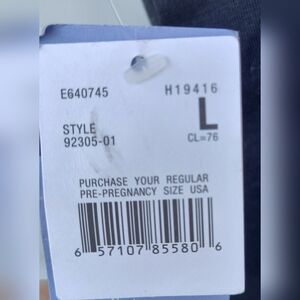 E640745 H19416
STYLE L
92305-01 CL=76
PURCHASE YOUR REGULAR
PRE-PREGNANCY SIZE USA
6 57107 85580 6